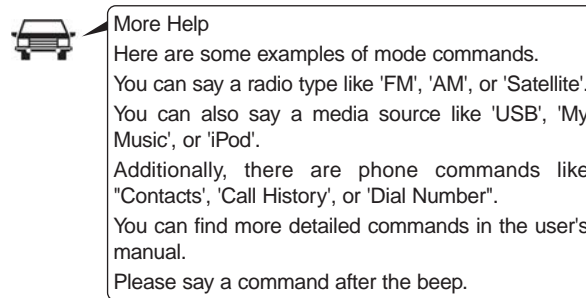 More Help
Here are some examples of mode commands.
You can say a radio type like 'FM', 'AM', or 'Satellite'.
You can also say a media source like 'USB', 'My
Music', or 'iPod'.
Additionally, there are phone commands like
"Contacts', 'Call History', or 'Dial Number".
You can find more detailed commands in the user's
manual.
Please say a command after the beep.